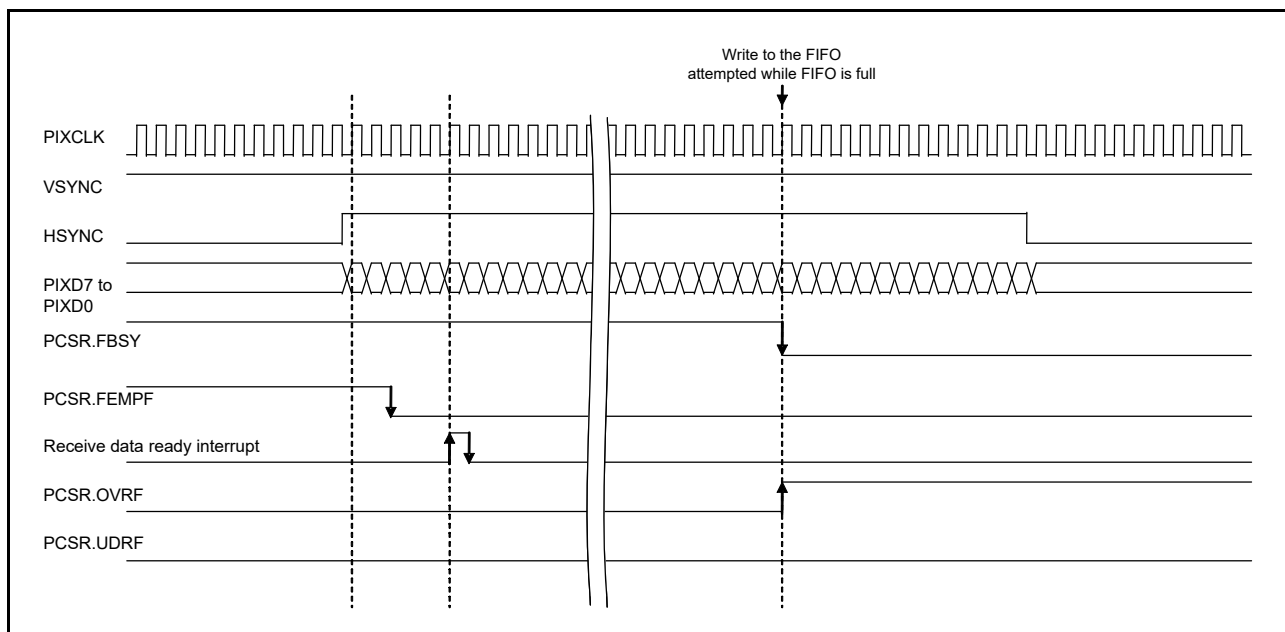 Write to the FIFO
attempted while FIFO is full
PIXCLK
VSYNC
HSYNC
PIXD7 to
PIXD0
PCSR.FBSY
PCSR.FEMPF
Receive data ready interrupt
PCSR.OVRF
PCSR.UDRF